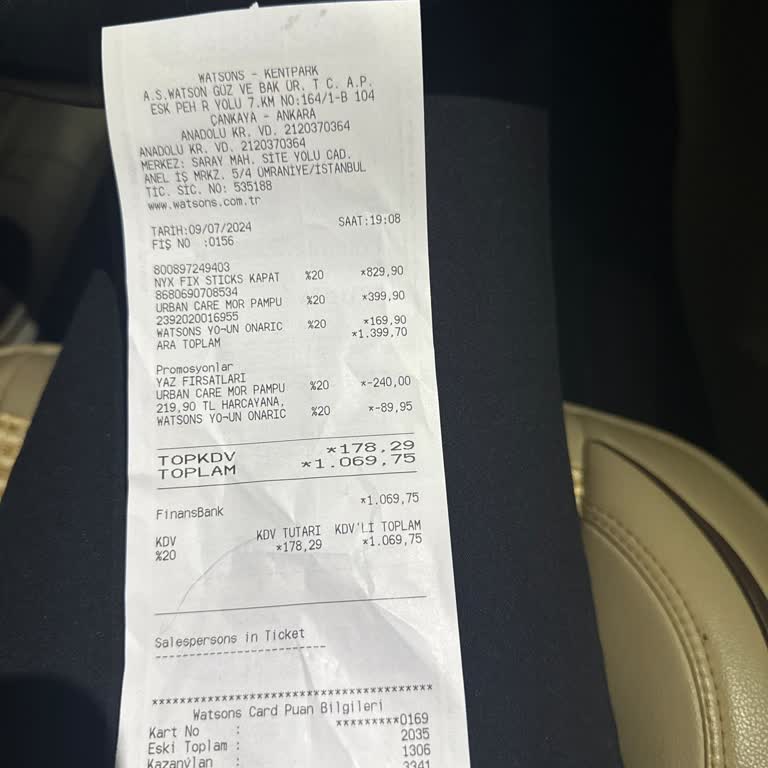 WATSONS - KENTPARK
A.S.WATSON GÜZ VE BAK ÜR. T C. A.P.
ESK PEH R YOLU 7.KM NO:164/1-B 104
ÇANKAYA - ANKARA
ANADOLU KR. VD. 2120370364
ANADOLU KR. VD. 2120370364
MERKEZ: SARAY MAH. SİTE YOLU CAD.
ANEL İŞ MRKZ. 5/4 ÜMRANİYE/İSTANBUL
TİC. SİC. NO: 535188
www.watsons.com.tr
TARİH:09/07/2024 SAAT:19:08
FİŞ NO :0156
800897249403
NYX FIX STICKS KAPAT %20 *829,90
8680690708534
URBAN CARE MOR PAMPU %20 *399,90
2392020016955
WATSONS YO¬UN ONARIC %20 *169,90
ARA TOPLAM *1.399,70
Promosyonlar
YAZ FIRSATLARI
URBAN CARE MOR PAMPU %20 *-240,00
219,90 TL HARCAYANA,
WATSONS YO¬UN ONARIC %20 *-89,95
TOPKDV *178,29
TOPLAM *1.069,75
FinansBank *1.069,75
KDV KDV TUTARI KDV'Lİ TOPLAM
%20 *178,29 *1.069,75
Salespersons in Ticket
--------------------------
****************************************
Watsons Card Puan Bilgileri
Kart No : *********0169
Eski Toplam : 2035
Kazanýlan : 1306
3341